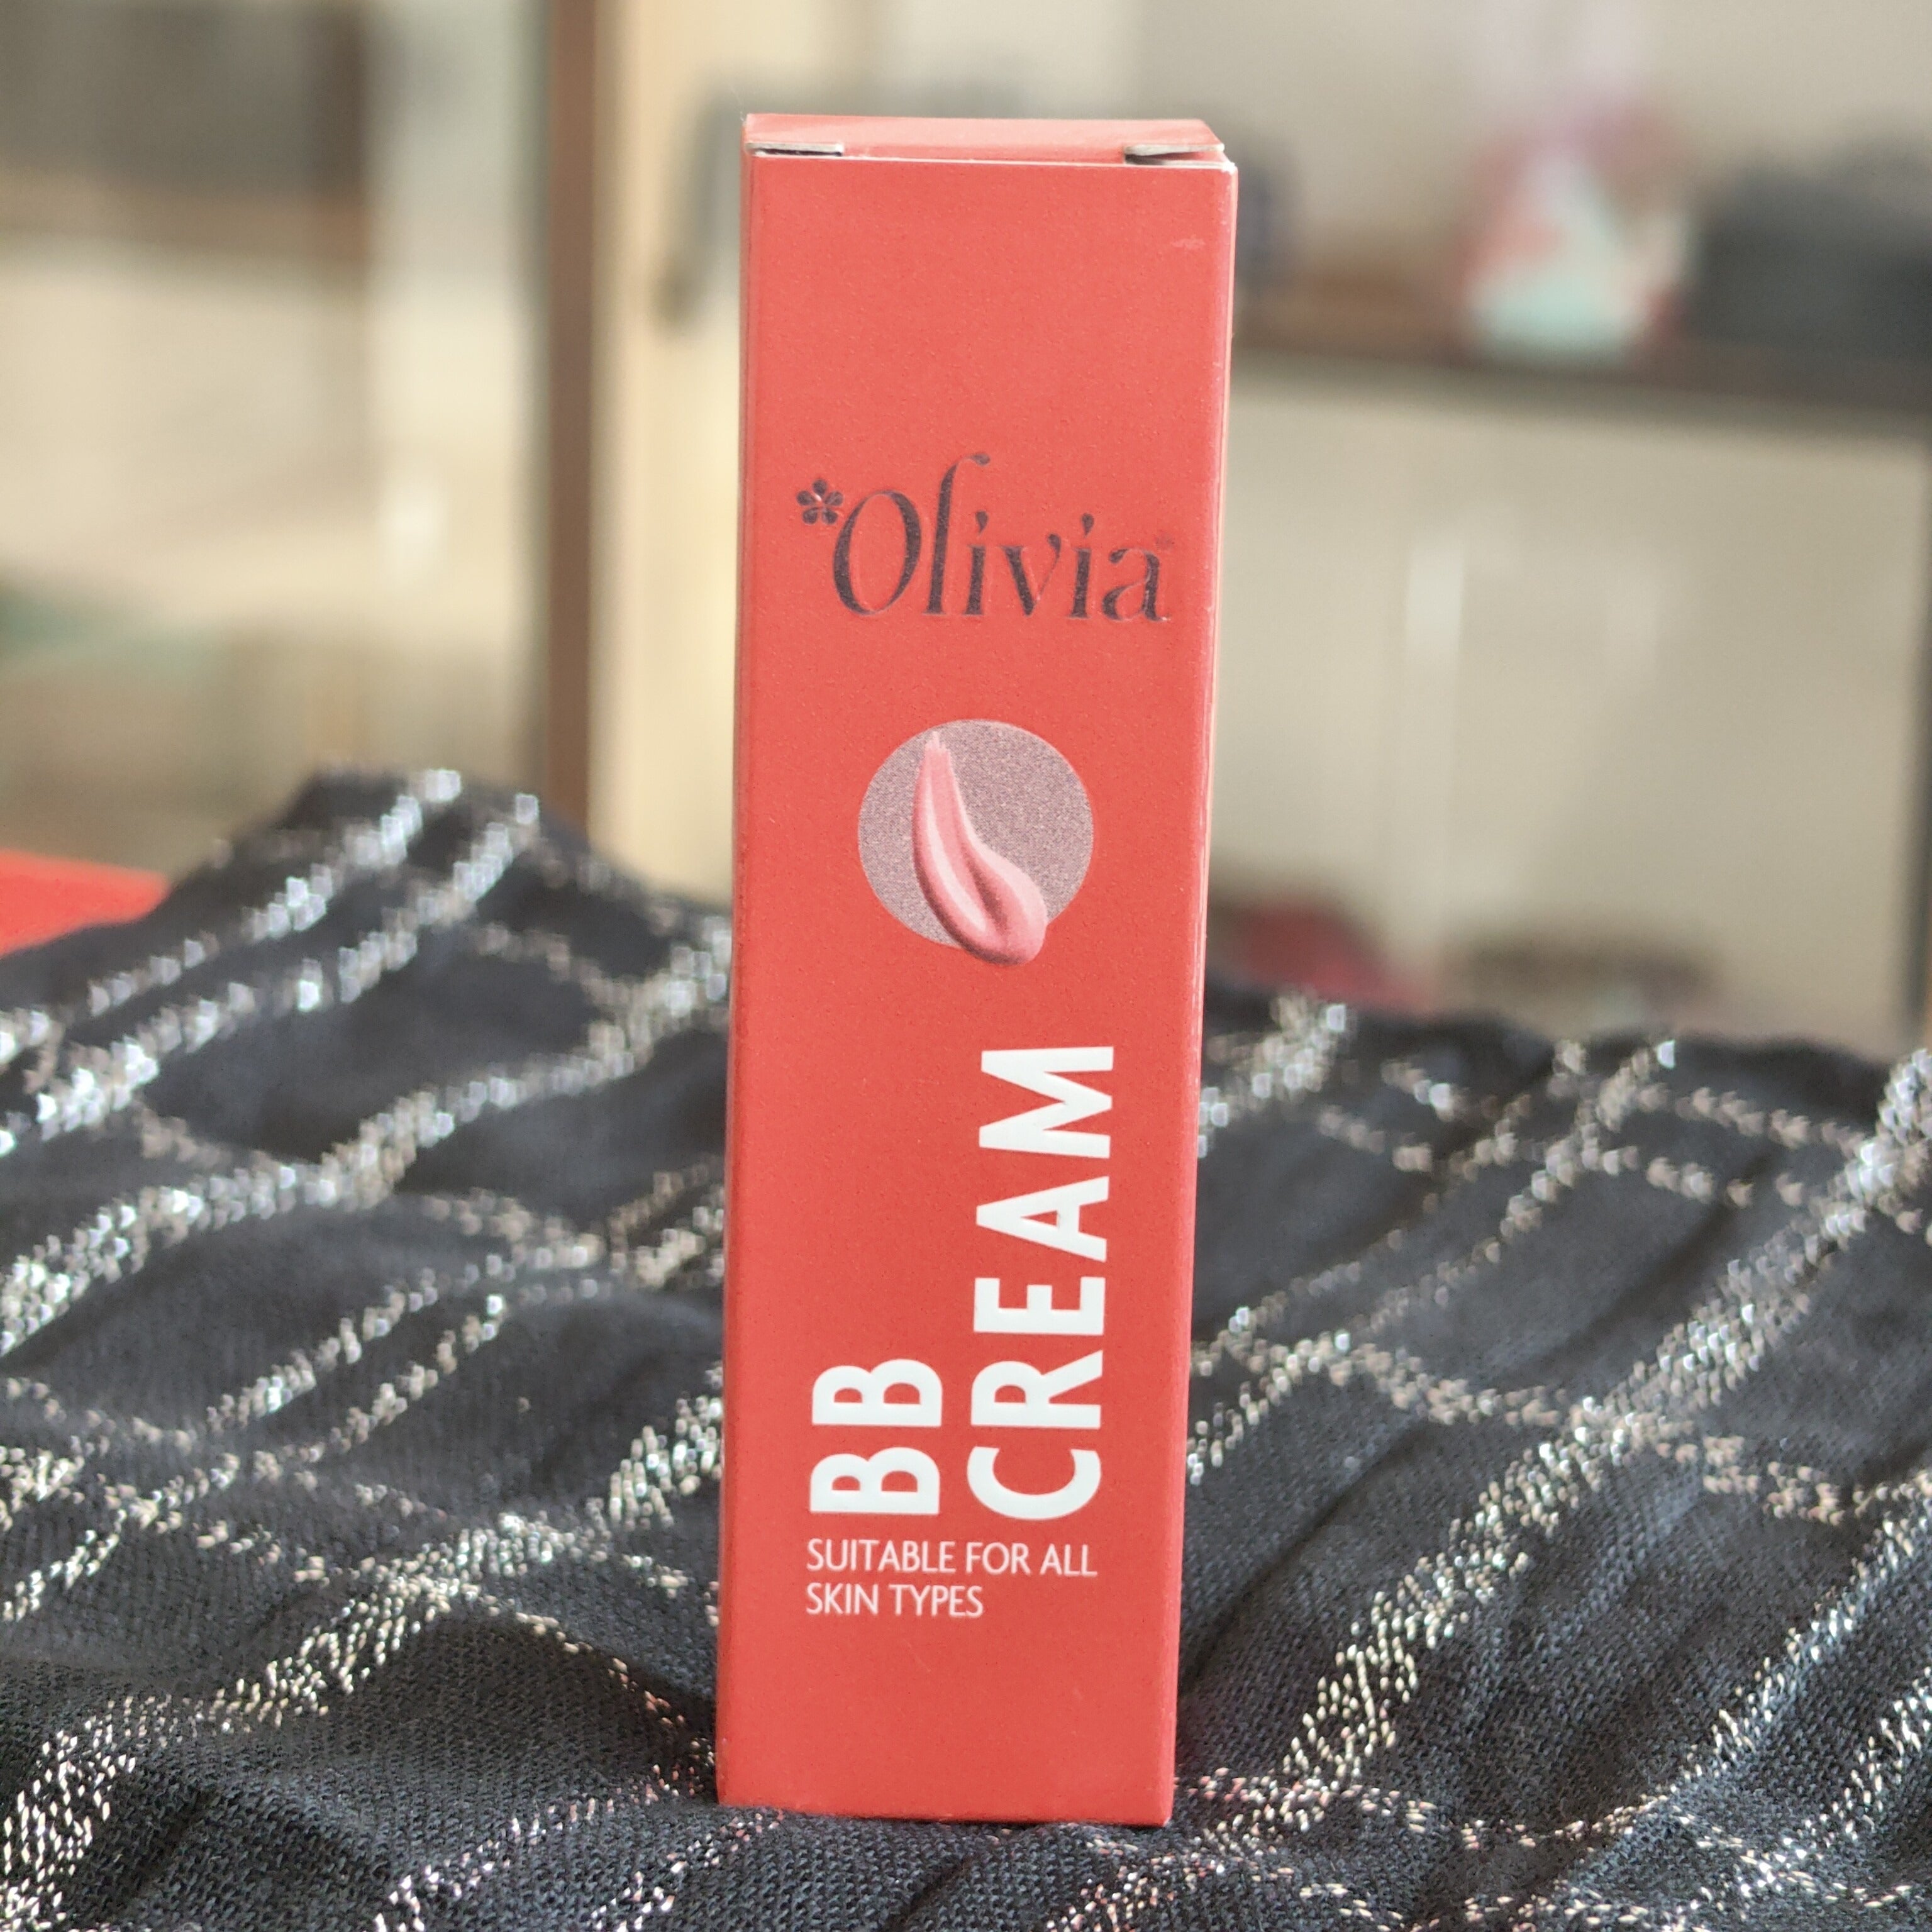 Olivia
BB
CREAM
SUITABLE FOR ALL
SKIN TYPES